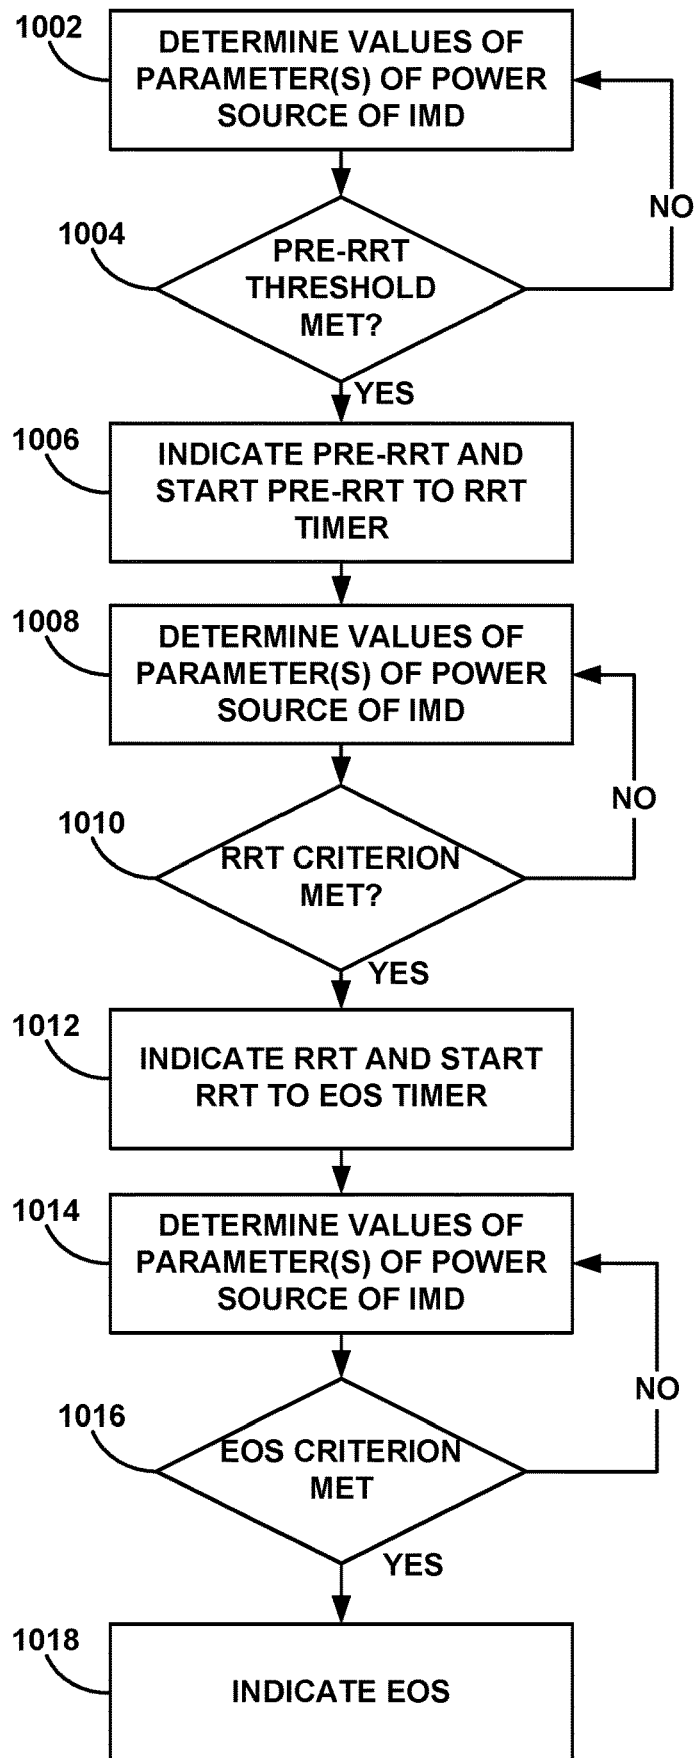 1002
DETERMINE VALUES OF
PARAMETER(S) OF POWER
SOURCE OF IMD
NO
1004
PRE-RRT
THRESHOLD
MET?
YES
1006
INDICATE PRE-RRT AND
START PRE-RRT TO RRT
TIMER
1008
DETERMINE VALUES OF
PARAMETER(S) OF POWER
SOURCE OF IMD
NO
1010
RRT CRITERION
MET?
YES
1012
INDICATE RRT AND START
RRT TO EOS TIMER
1014
DETERMINE VALUES OF
PARAMETER(S) OF POWER
SOURCE OF IMD
NO
1016
EOS CRITERION
MET
YES
1018
INDICATE EOS